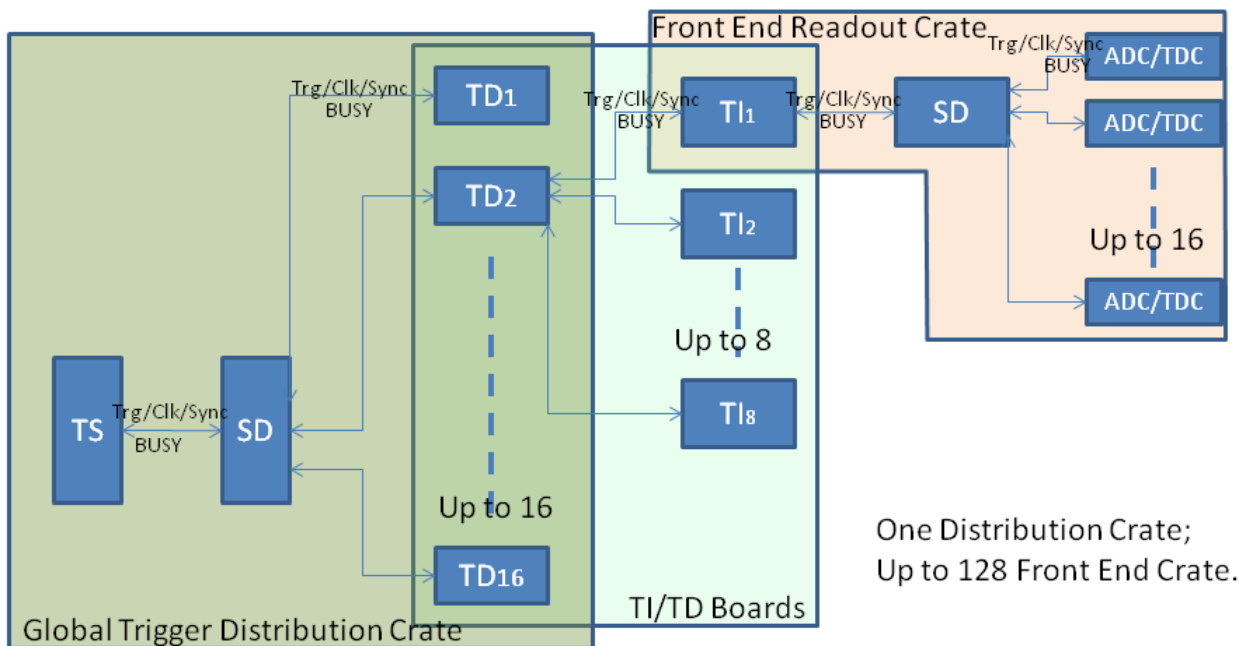 Front End Readout Crate
Trg/Clk/Sync
BUSY
ADC/TDC
Trg/Clk/Sync
BUSY
TD1
Trg/Clk/Sync
BUSY
TI1
Trg/Clk/Sync
BUSY
SD
ADC/TDC
TD2
TI2
Up to 16
ADC/TDC
Up to 8
TS
Trg/Clk/Sync
BUSY
SD
TI8
Up to 16
One Distribution Crate;
Up to 128 Front End Crate.
TD16
TI/TD Boards
Global Trigger Distribution Crate